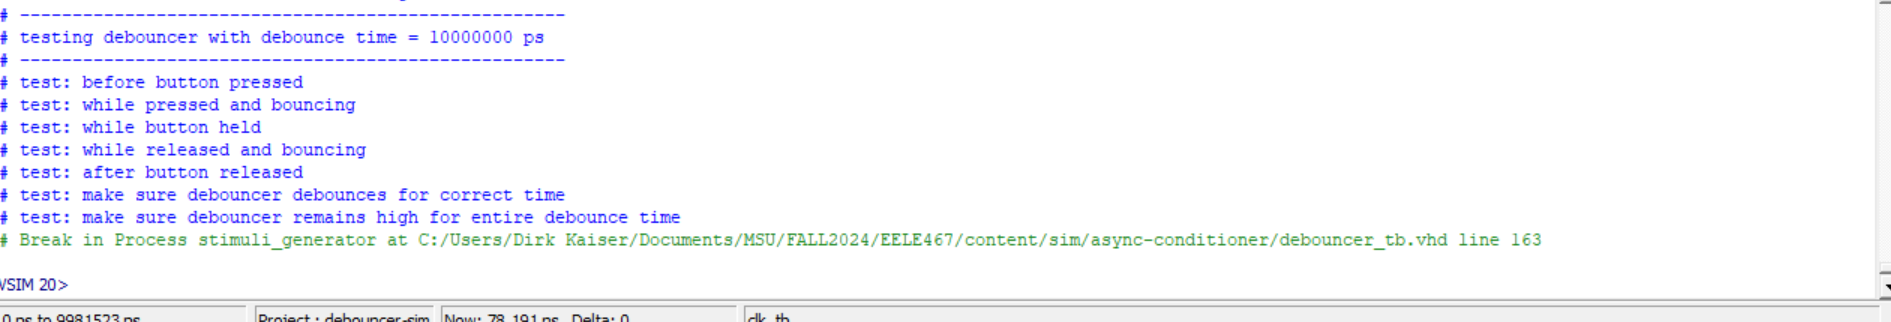 # ----------------------------------------------------
# testing debouncer with debounce time = 10000000 ps
# ----------------------------------------------------
# test: before button pressed
# test: while pressed and bouncing
# test: while button held
# test: while released and bouncing
# test: after button released
# test: make sure debouncer debounces for correct time
# test: make sure debouncer remains high for entire debounce time
# Break in Process stimuli_generator at C:/Users/Dirk Kaiser/Documents/MSU/FALL2024/EELE467/content/sim/async-conditioner/debouncer_tb.vhd line 163
VSIM 20>
0 ps to 9981523 ps Project : debouncer-sim Now: 78,191 ns Delta: 0 clk_tb